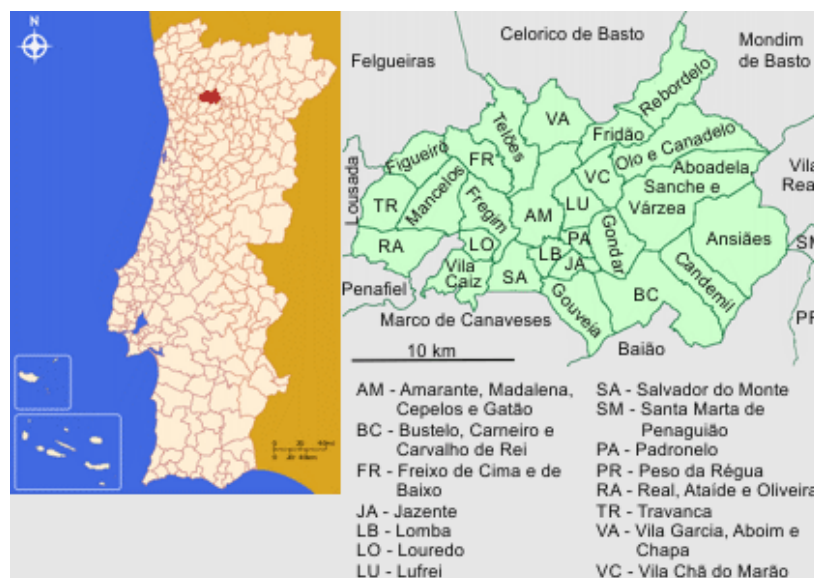 N
Celorico de Basto
Mondim
de Basto
Felgueiras
Rebordelo
VA
Telões
Fridão
Olo e Canadelo
FR
Figueiró
VC
Aboadela,
Sanche e
Várzea
Vila
Rea
Lousada
Mancelos
TR
Fregim
AM
LU
Ansiães
SM
RA
LO
PA
Gondar
LB
JA
Vila
Caiz
SA
BC
Candemil
Penafiel
Gouveia
Marco de Canaveses
PR
Baião
10 km
AM - Amarante, Madalena,
Cepelos e Gatão
BC - Bustelo, Carneiro e
Carvalho de Rei
FR - Freixo de Cima e de
Baixo
JA - Jazente
LB - Lomba
LO - Louredo
LU - Lufrei
SA - Salvador do Monte
SM - Santa Marta de
Penaguião
PA - Padronelo
PR - Peso da Régua
RA - Real, Ataíde e Oliveira
TR - Travanca
VA - Vila Garcia, Aboim e
Chapa
VC - Vila Chã do Marão